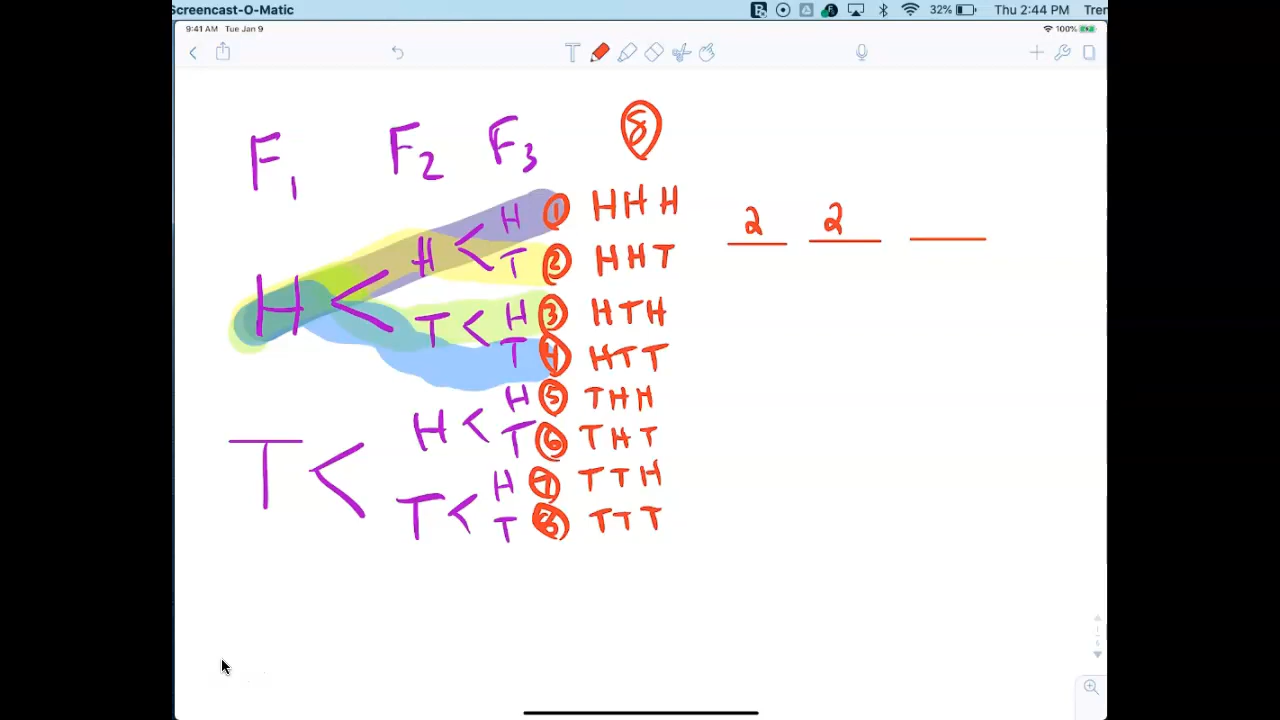 Screencast-O-Matic 32% Thu 2:44 PM Tren
9:41 AM Tue Jan 9 100%
F1 F2 F3 8
H H H 1 HHH
T 2 HHT
T H 3 HTH
T 4 HTT
T H H 5 THH
T 6 THT
T H 7 TTH
T 8 TTT
2 2